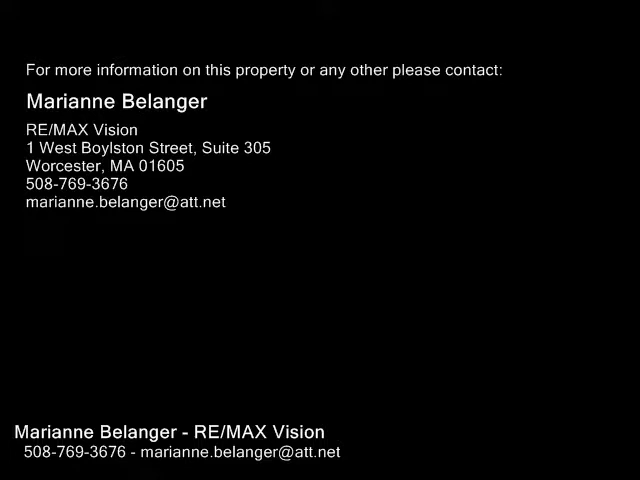 For more information on this property or any other please contact:
Marianne Belanger
RE/MAX Vision
1 West Boylston Street, Suite 305
Worcester, MA 01605
508-769-3676
marianne.belanger@att.net
Marianne Belanger - RE/MAX Vision
508-769-3676 - marianne.belanger@att.net